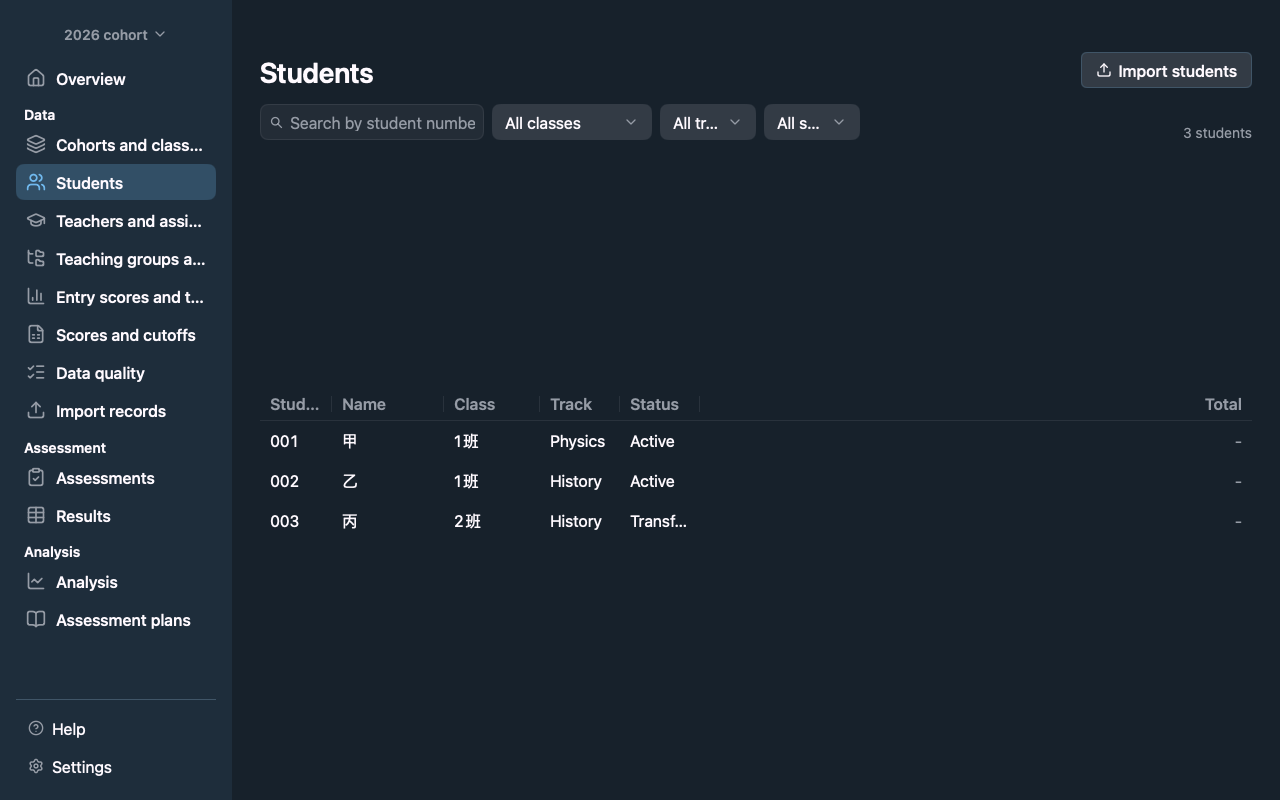 2026 cohort
Overview
Data
Cohorts and class...
Students
Teachers and assi...
Teaching groups a...
Entry scores and t...
Scores and cutoffs
Data quality
Import records
Assessment
Assessments
Results
Analysis
Analysis
Assessment plans
Help
Settings
Students
Import students
Search by student numbe
All classes
All tr...
All s...
3 students
Stud... Name Class Track Status Total
001 甲 1班 Physics Active -
002 乙 1班 History Active -
003 丙 2班 History Transf... -